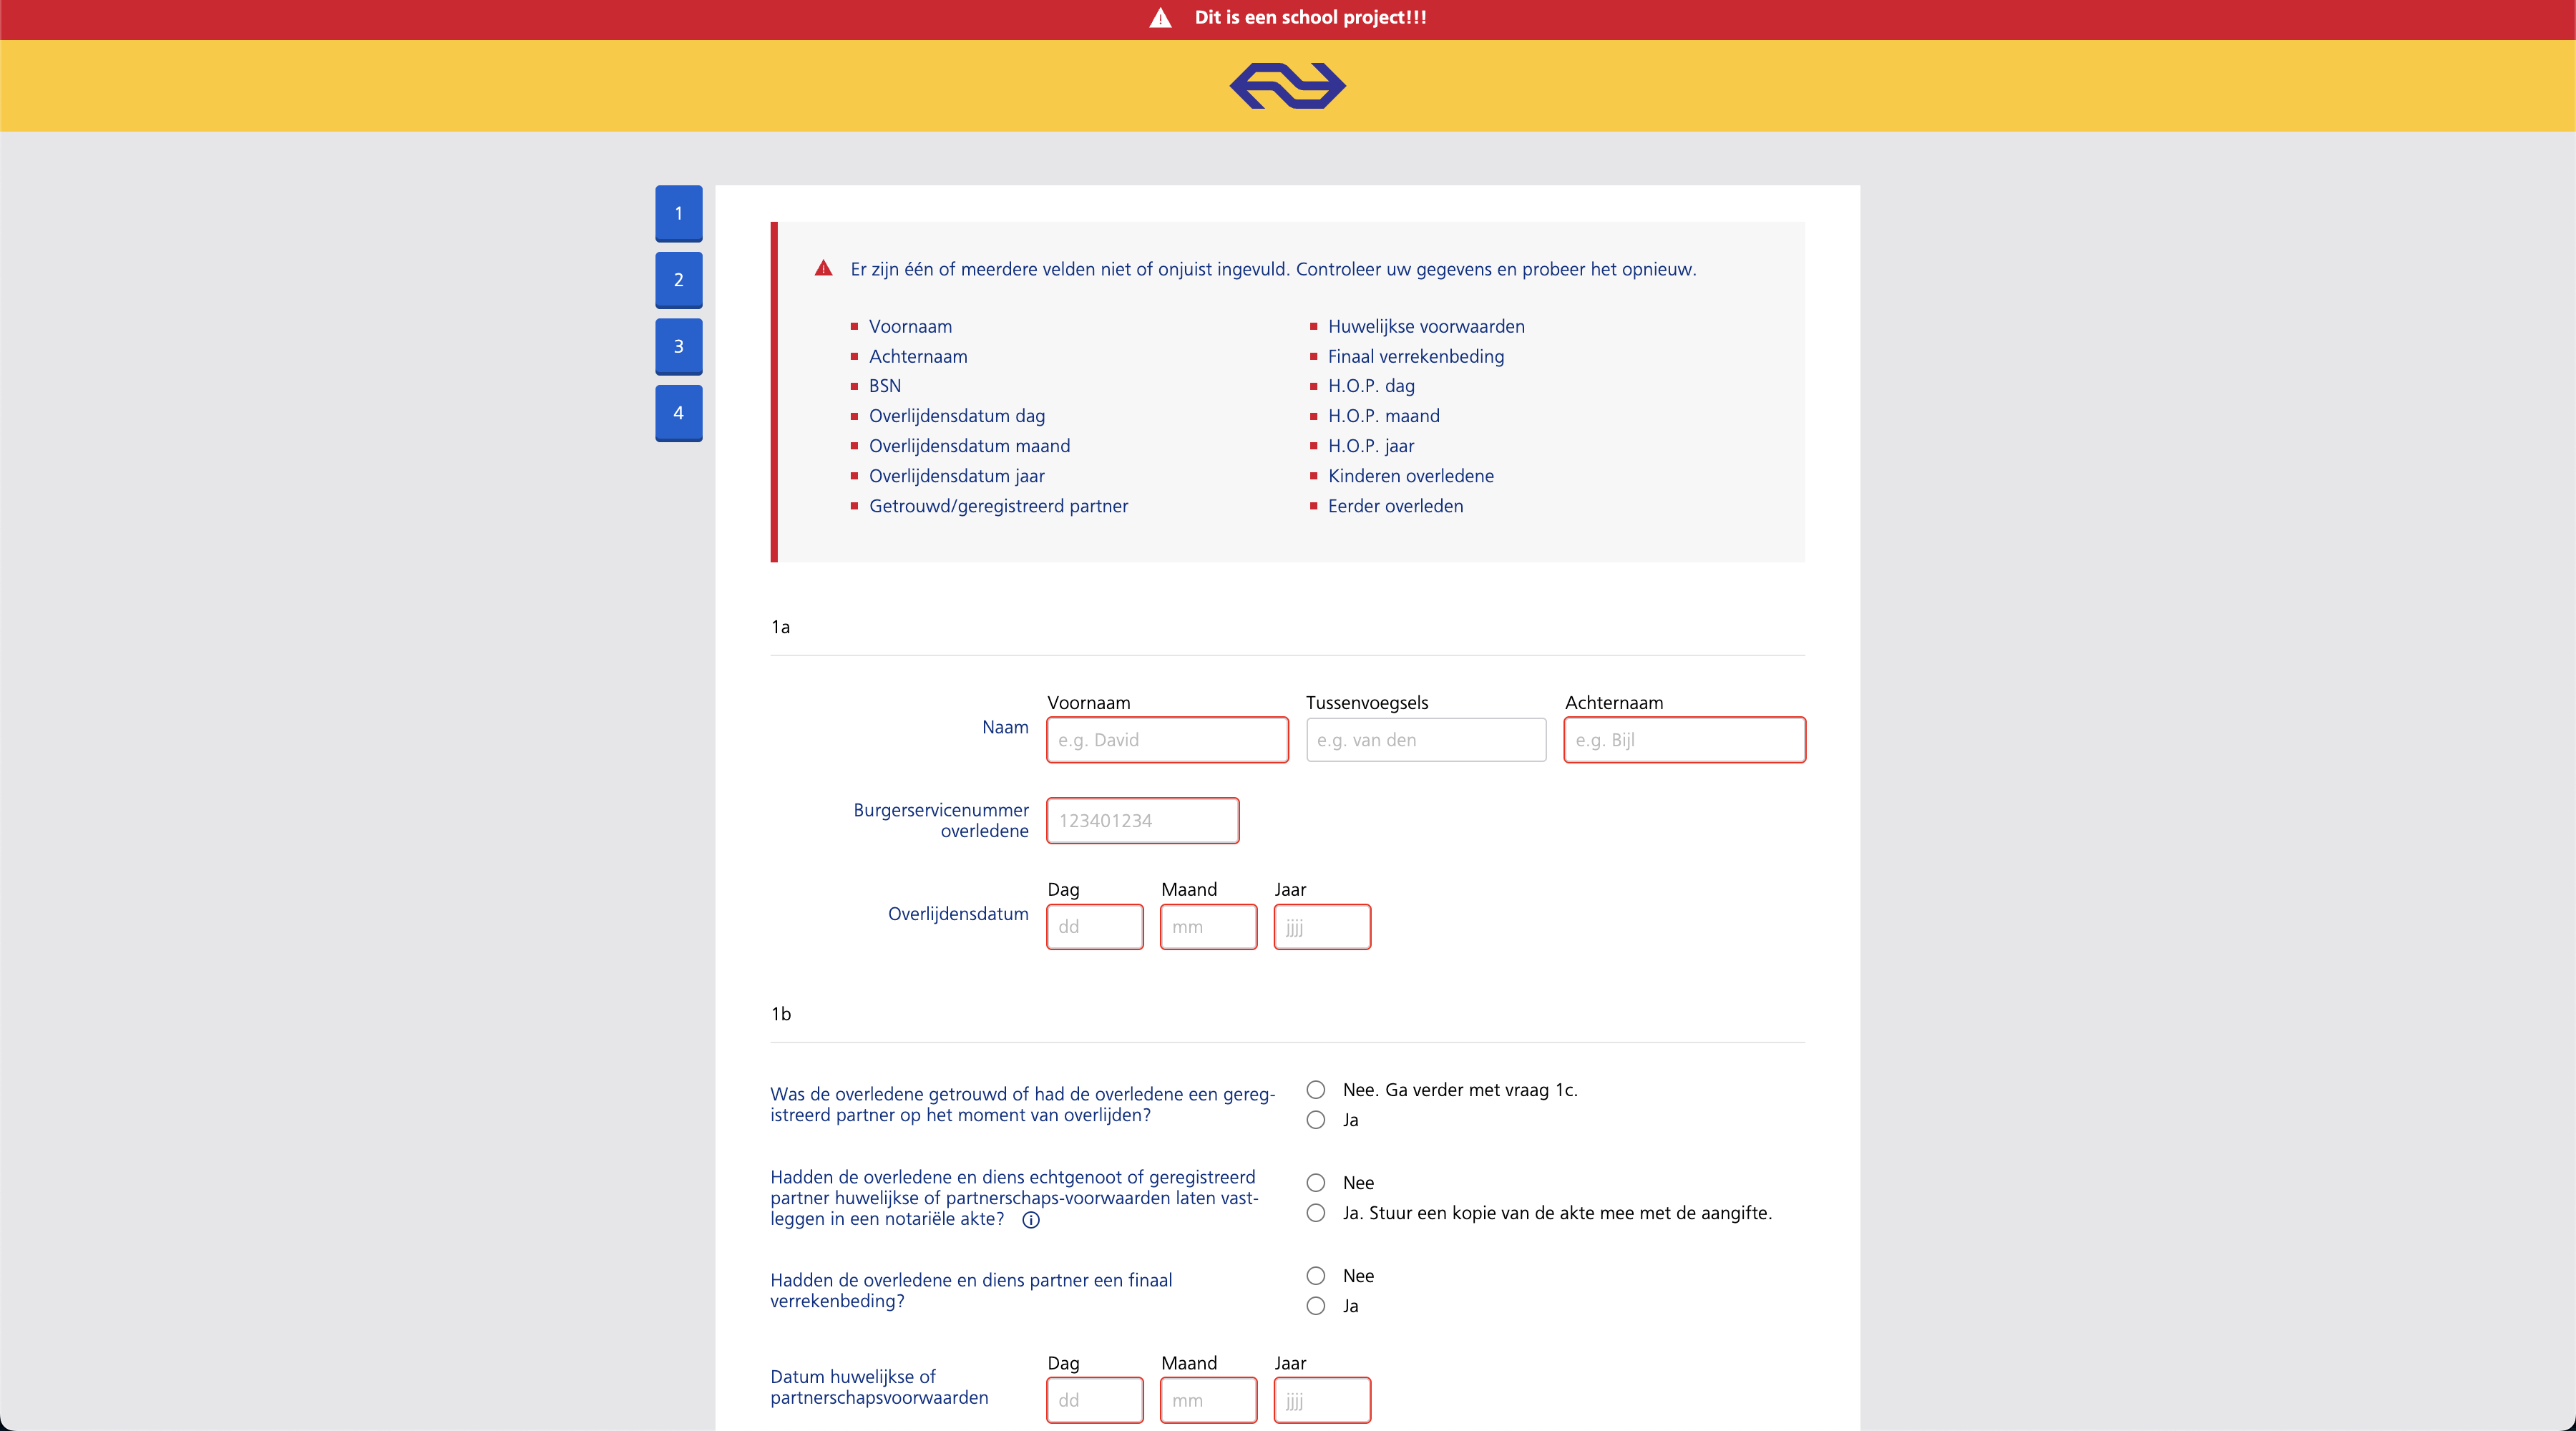 Dit is een school project!!!
1
2
3
4
Er zijn één of meerdere velden niet of onjuist ingevuld. Controleer uw gegevens en probeer het opnieuw.
Voornaam
Achternaam
BSN
Overlijdensdatum dag
Overlijdensdatum maand
Overlijdensdatum jaar
Getrouwd/geregistreerd partner
Huwelijkse voorwaarden
Finaal verrekenbeding
H.O.P. dag
H.O.P. maand
H.O.P. jaar
Kinderen overledene
Eerder overleden
1a
Naam
Voornaam
e.g. David
Tussenvoegsels
e.g. van den
Achternaam
e.g. Bijl
Burgerservicenummer
overledene
123401234
Overlijdensdatum
Dag
dd
Maand
mm
Jaar
jjjj
1b
Was de overledene getrouwd of had de overledene een gereg-
istreerd partner op het moment van overlijden?
Nee. Ga verder met vraag 1c.
Ja
Hadden de overledene en diens echtgenoot of geregistreerd
partner huwelijkse of partnerschaps-voorwaarden laten vast-
leggen in een notariële akte?
Nee
Ja. Stuur een kopie van de akte mee met de aangifte.
Hadden de overledene en diens partner een finaal
verrekenbeding?
Nee
Ja
Datum huwelijkse of
partnerschapsvoorwaarden
Dag
dd
Maand
mm
Jaar
jjjj